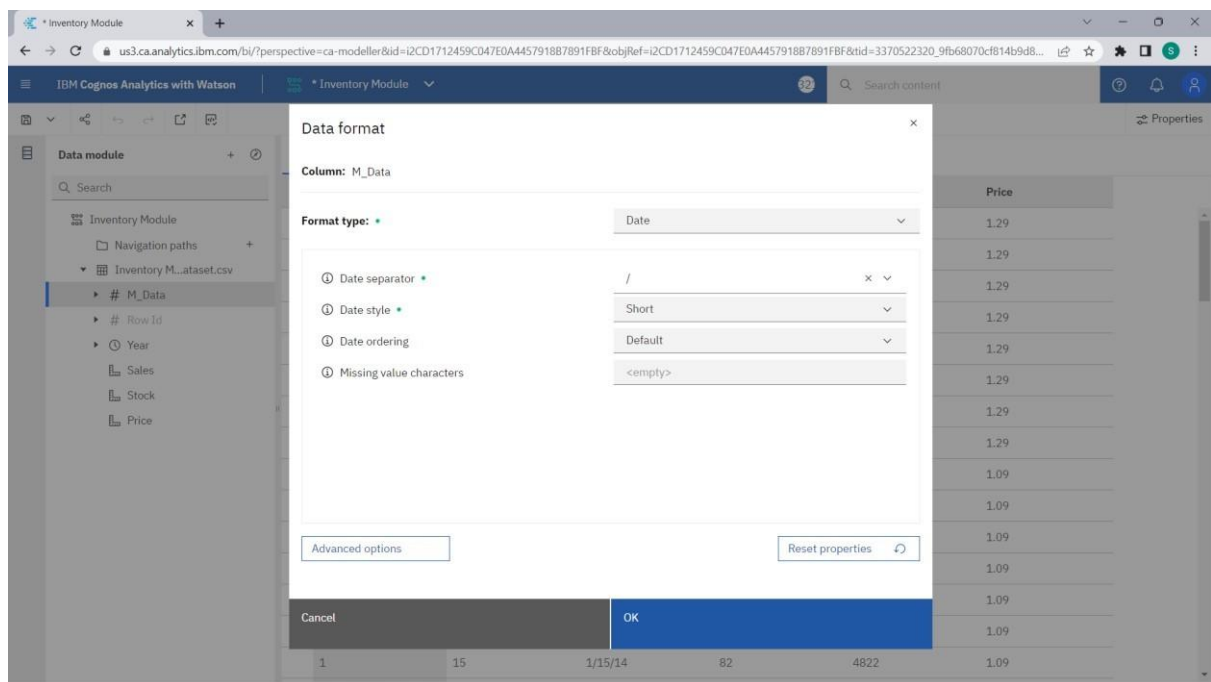 * Inventory Module
us3.ca.analytics.ibm.com/bi/?perspective=ca-modeller&id=i2CD1712459C047E0A4457918B7891FBF&objRef=i2CD1712459C047E0A4457918B7891FBF&tid=3370522320_9fb68070cf814b9d8...
S
IBM Cognos Analytics with Watson
* Inventory Module
32
Search content
Properties
Data module
Search
Inventory Module
Navigation paths
Inventory M...ataset.csv
# M_Data
# Row Id
Year
Sales
Stock
Price
Data format
Column: M_Data
Format type:
Date
Date separator
/
Date style
Short
Date ordering
Default
Missing value characters
<empty>
Advanced options
Reset properties
Cancel
OK
Price
1.29
1.29
1.29
1.29
1.29
1.29
1.29
1.29
1.09
1.09
1.09
1.09
1.09
1.09
1 15 1/15/14 82 4822 1.09